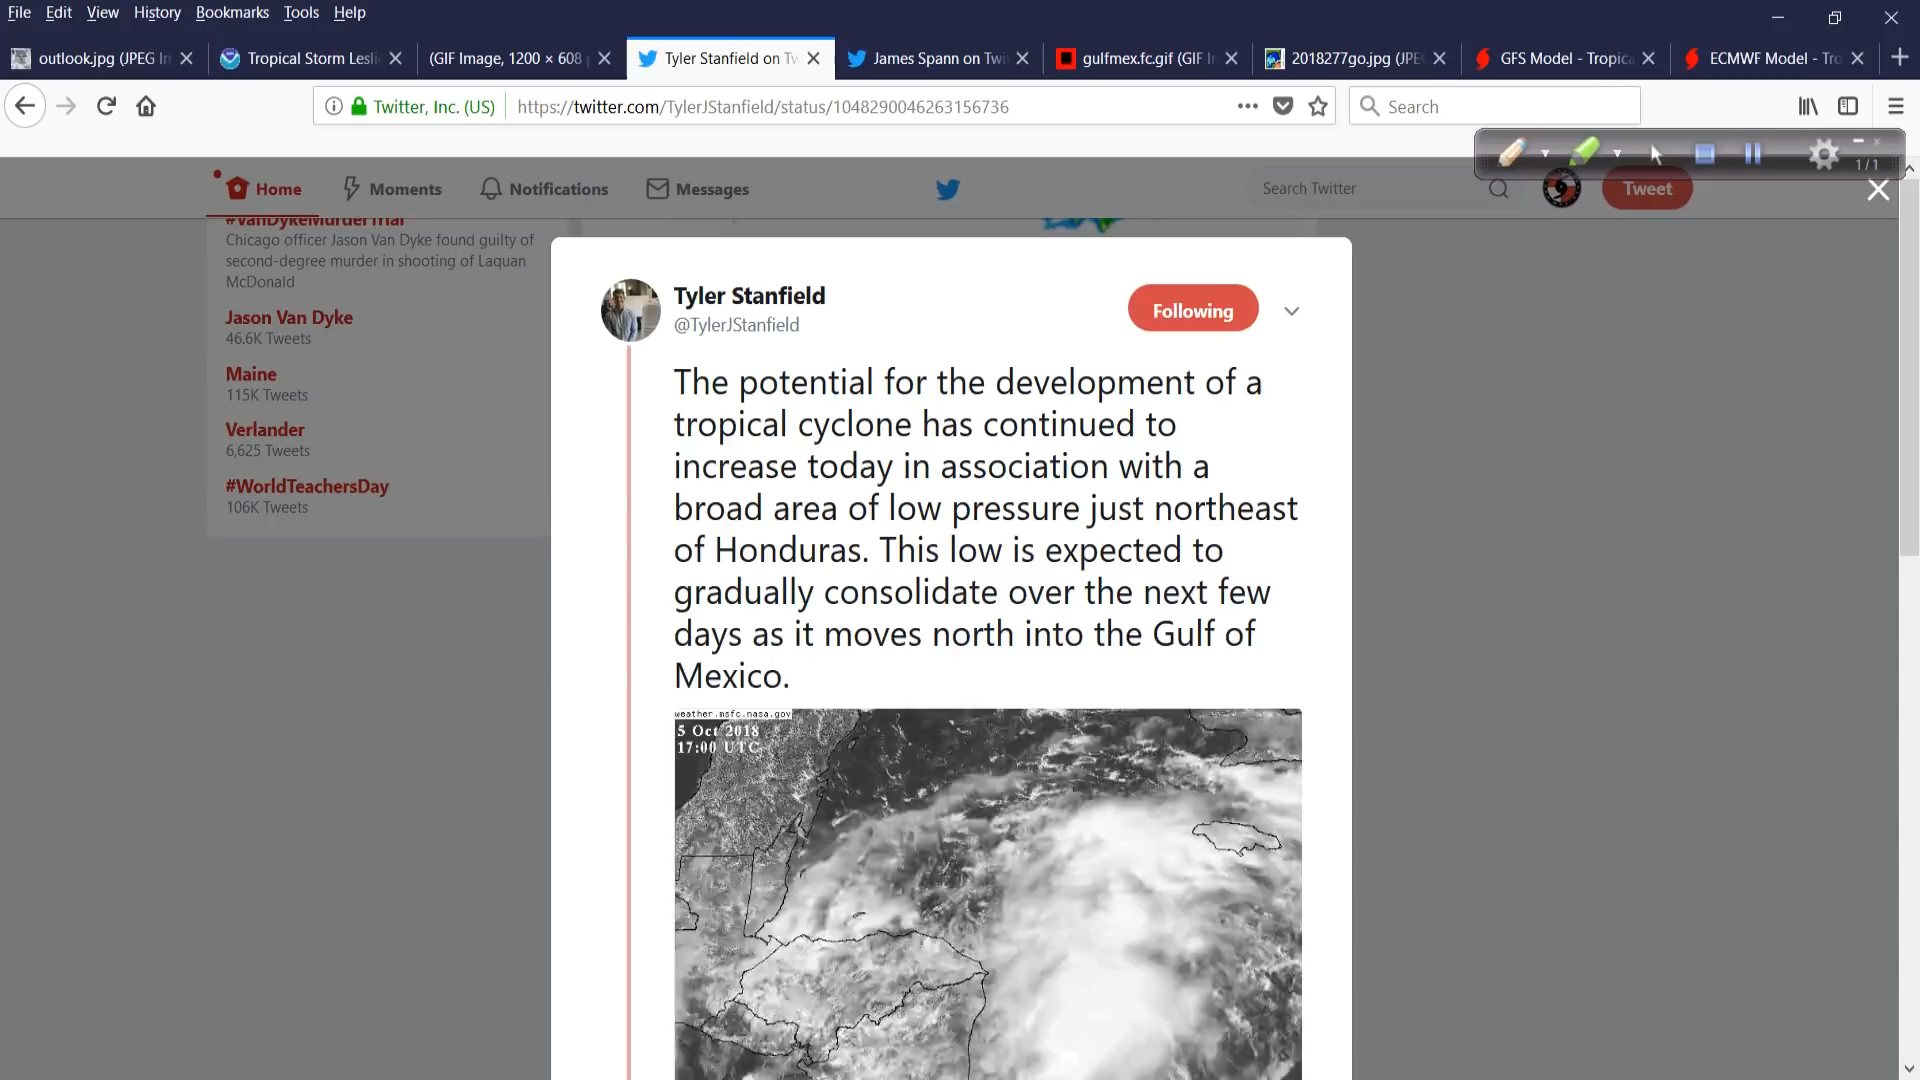 File Edit View History Bookmarks Tools Help
outlook.jpg (JPEG Im
Tropical Storm Lesli
(GIF Image, 1200 × 608
Tyler Stanfield on Tw
James Spann on Twi
gulfmex.fc.gif (GIF I
2018277go.jpg (JPE
GFS Model - Tropica
ECMWF Model - Tro
Twitter, Inc. (US)
https://twitter.com/TylerJStanfield/status/1048290046263156736
Search
1/1
Home Moments Notifications Messages
Search Twitter
Tweet
#VanDykeMurderTrial
Chicago officer Jason Van Dyke found guilty of
second-degree murder in shooting of Laquan
McDonald
Jason Van Dyke
46.6K Tweets
Maine
115K Tweets
Verlander
6,625 Tweets
#WorldTeachersDay
106K Tweets
Tyler Stanfield
@TylerJStanfield
Following
The potential for the development of a
tropical cyclone has continued to
increase today in association with a
broad area of low pressure just northeast
of Honduras. This low is expected to
gradually consolidate over the next few
days as it moves north into the Gulf of
Mexico.
weather.msfc.nasa.gov
5 Oct 2018
17:00 UTC